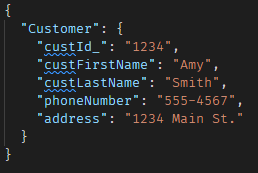 {
  "Customer": {
    "custId_": "1234",
    "custFirstName": "Amy",
    "custLastName": "Smith",
    "phoneNumber": "555-4567",
    "address": "1234 Main St."
  }
}